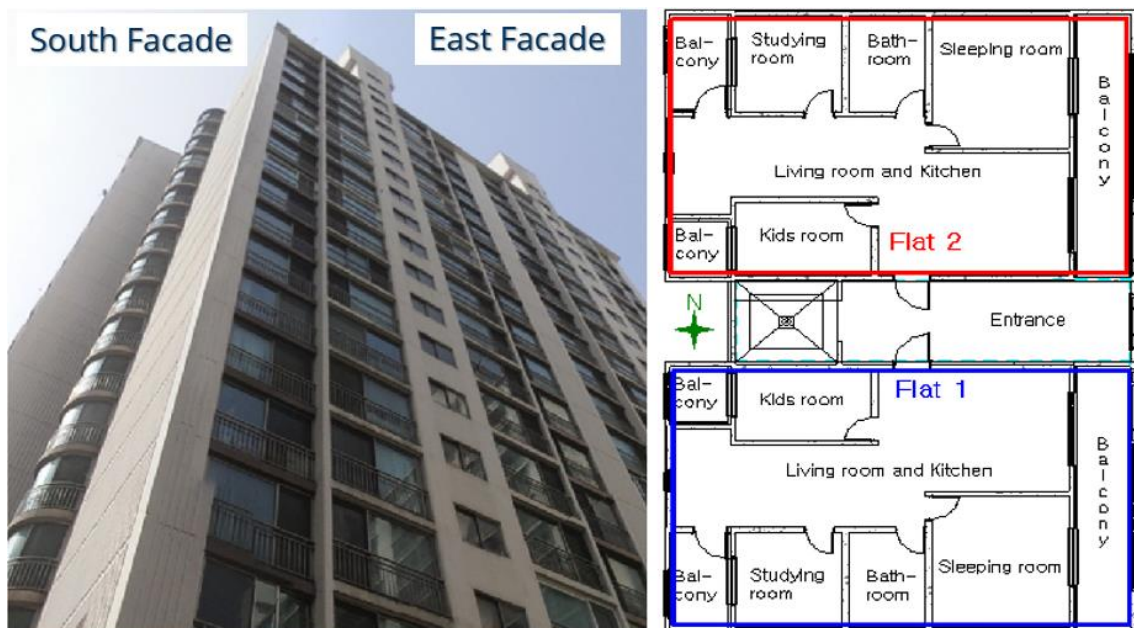 South Facade
East Facade
Bal-
cony
Studying
room
Bath-
room
Sleeping room
B
a
l
c
o
n
y
Living room and Kitchen
Bal-
cony
Kids room
Flat 2
N
Entrance
Bal-
cony
Kids room
Flat 1
Living room and Kitchen
B
a
l
c
o
n
y
Bal-
cony
Studying
room
Bath-
room
Sleeping room